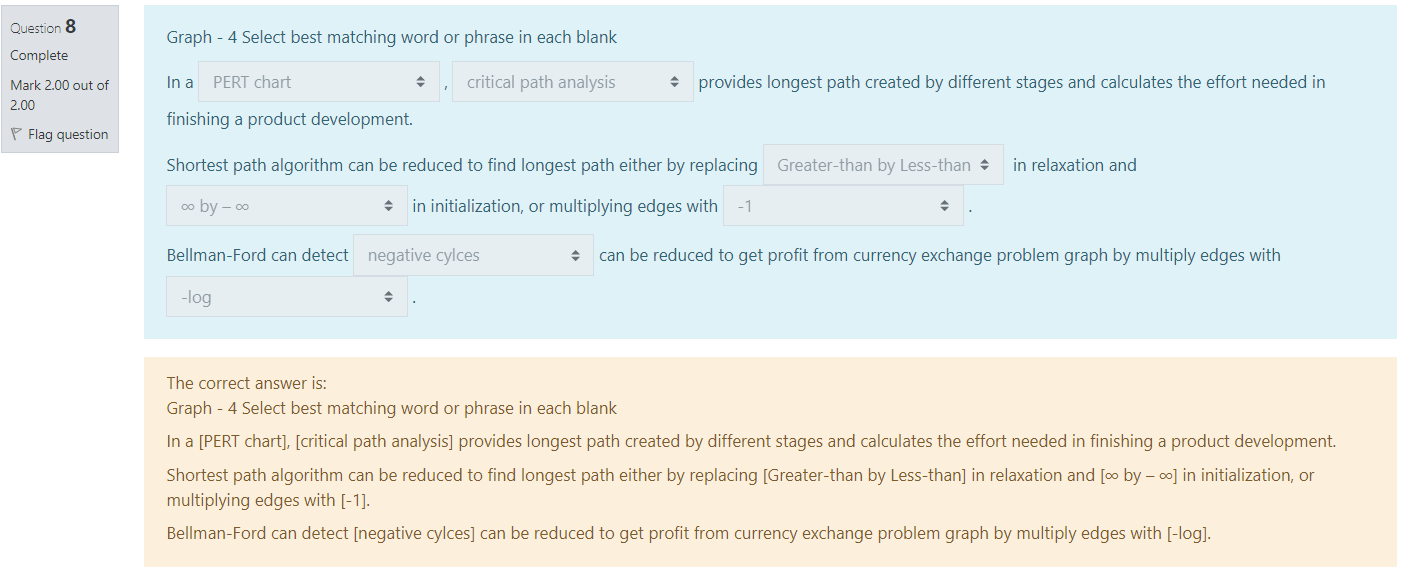 Question 8
Complete
Mark 2.00 out of
2.00
Flag question
Graph - 4 Select best matching word or phrase in each blank
In a PERT chart , critical path analysis provides longest path created by different stages and calculates the effort needed in
finishing a product development.
Shortest path algorithm can be reduced to find longest path either by replacing Greater-than by Less-than in relaxation and
∞ by – ∞ in initialization, or multiplying edges with -1 .
Bellman-Ford can detect negative cylces can be reduced to get profit from currency exchange problem graph by multiply edges with
-log .
The correct answer is:
Graph - 4 Select best matching word or phrase in each blank
In a [PERT chart], [critical path analysis] provides longest path created by different stages and calculates the effort needed in finishing a product development.
Shortest path algorithm can be reduced to find longest path either by replacing [Greater-than by Less-than] in relaxation and [∞ by – ∞] in initialization, or
multiplying edges with [-1].
Bellman-Ford can detect [negative cylces] can be reduced to get profit from currency exchange problem graph by multiply edges with [-log].